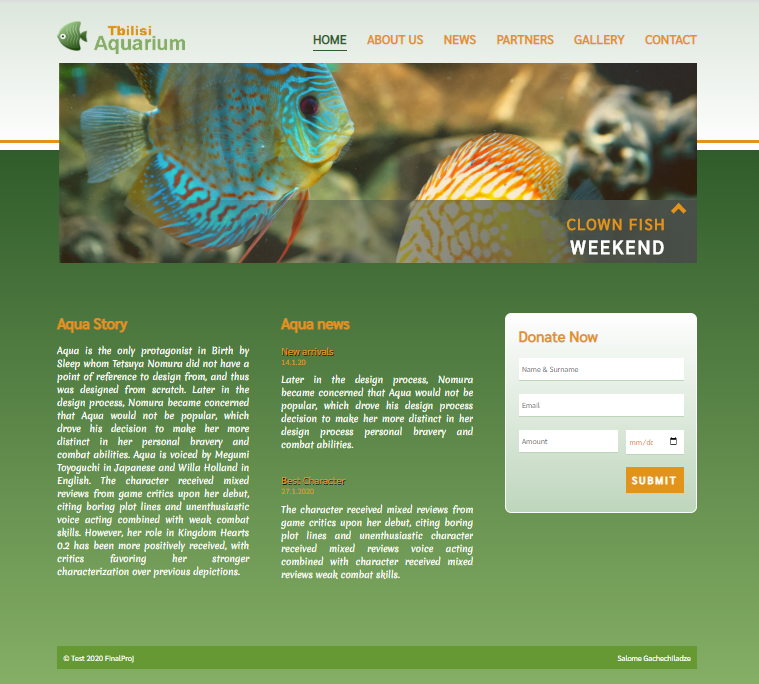 Tbilisi
Aquarium
HOME ABOUT US NEWS PARTNERS GALLERY CONTACT
CLOWN FISH
WEEKEND
Aqua Story
Aqua is the only protagonist in Birth by
Sleep whom Tetsuya Nomura did not have a
point of reference to design from, and thus
was designed from scratch. Later in the
design process, Nomura became concerned
that Aqua would not be popular, which
drove his decision to make her more
distinct in her personal bravery and
combat abilities. Aqua is voiced by Megumi
Toyoguchi in Japanese and Willa Holland in
English. The character received mixed
reviews from game critics upon her debut,
citing boring plot lines and unenthusiastic
voice acting combined with weak combat
skills. However, her role in Kingdom Hearts
0.2 has been more positively received, with
critics favoring her stronger
characterization over previous depictions.
Aqua news
New arrivals
14.1.20
Later in the design process, Nomura
became concerned that Aqua would not be
popular, which drove his design process
decision to make her more distinct in her
design process personal bravery and
combat abilities.
Best Character
27.1.2020
The character received mixed reviews from
game critics upon her debut, citing boring
plot lines and unenthusiastic character
received mixed reviews voice acting
combined with character received mixed
reviews weak combat skills.
Donate Now
Name & Surname
Email
Amount mm/dc
SUBMIT
© Test 2020 FinalProj Salome Gachechiladze